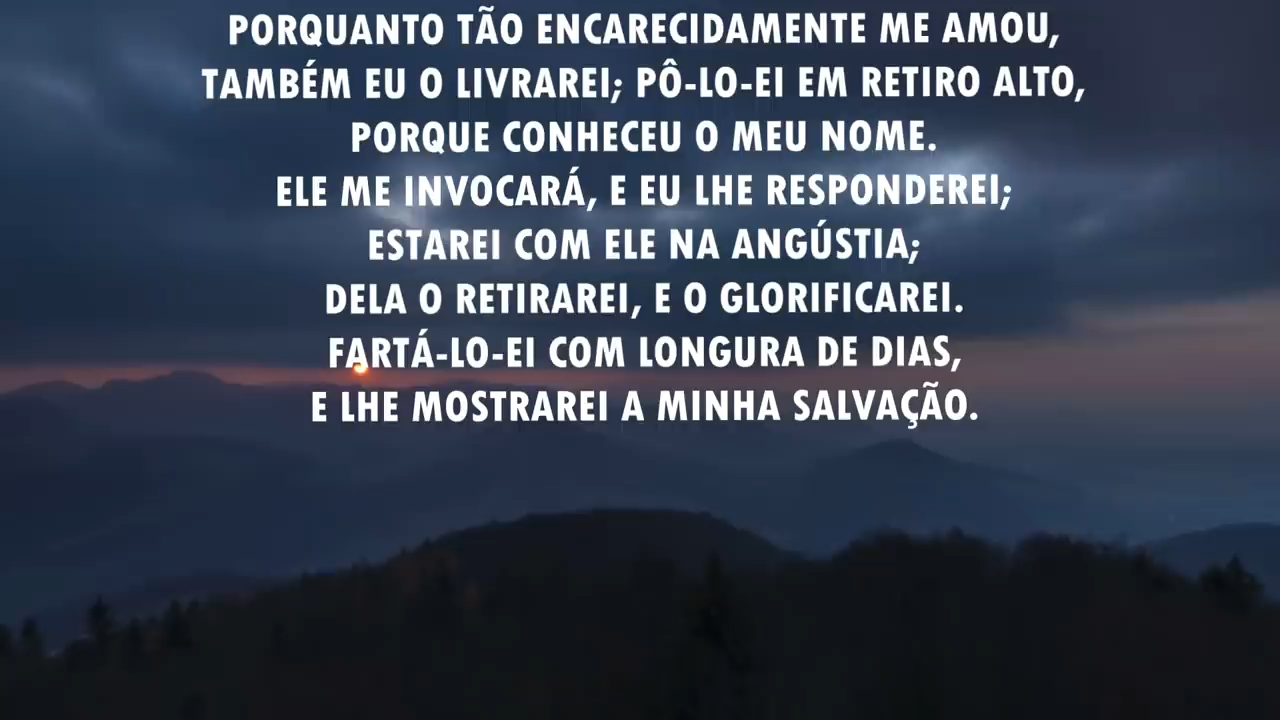 PORQUANTO TÃO ENCARECIDAMENTE ME AMOU,
TAMBÉM EU O LIVRAREI; PÔ-LO-EI EM RETIRO ALTO,
PORQUE CONHECEU O MEU NOME.
ELE ME INVOCARÁ, E EU LHE RESPONDEREI;
ESTAREI COM ELE NA ANGÚSTIA;
DELA O RETIRAREI, E O GLORIFICAREI.
FARTÁ-LO-EI COM LONGURA DE DIAS,
E LHE MOSTRAREI A MINHA SALVAÇÃO.